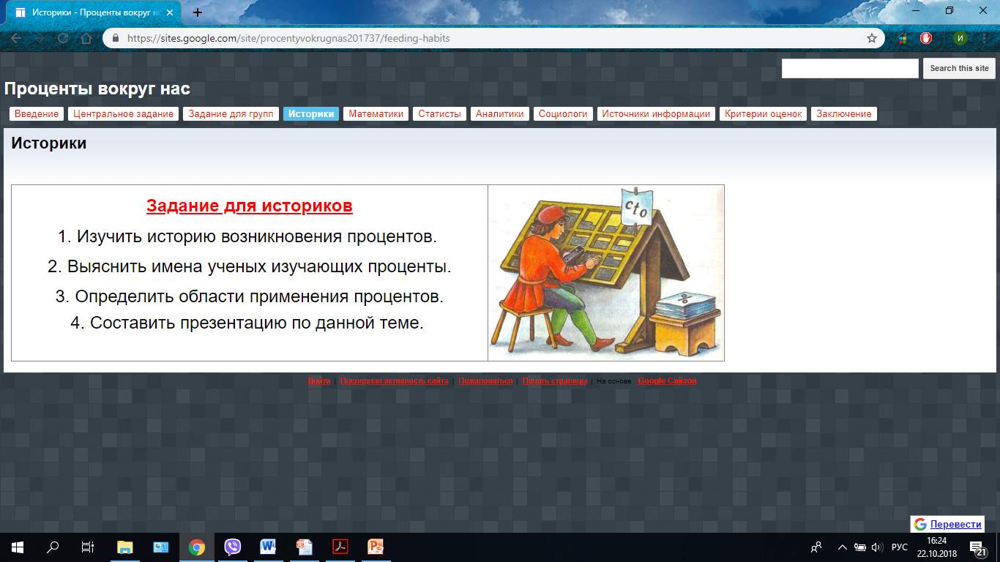 Историки - Проценты вокруг н
https://sites.google.com/site/procentyvokrugnas201737/feeding-habits
И
Search this site
Проценты вокруг нас
Введение Центральное задание Задание для групп Историки Математики Статисты Аналитики Социологи Источники информации Критерии оценок Заключение
Историки
Задание для историков
1. Изучить историю возникновения процентов.
2. Выяснить имена ученых изучающих проценты.
3. Определить области применения процентов.
4. Составить презентацию по данной теме.
сто
%
Войти | Последняя активность сайта | Пожаловаться | Печать страницы | На основе Google Сайтов
Перевести
РУС
16:24
22.10.2018
21